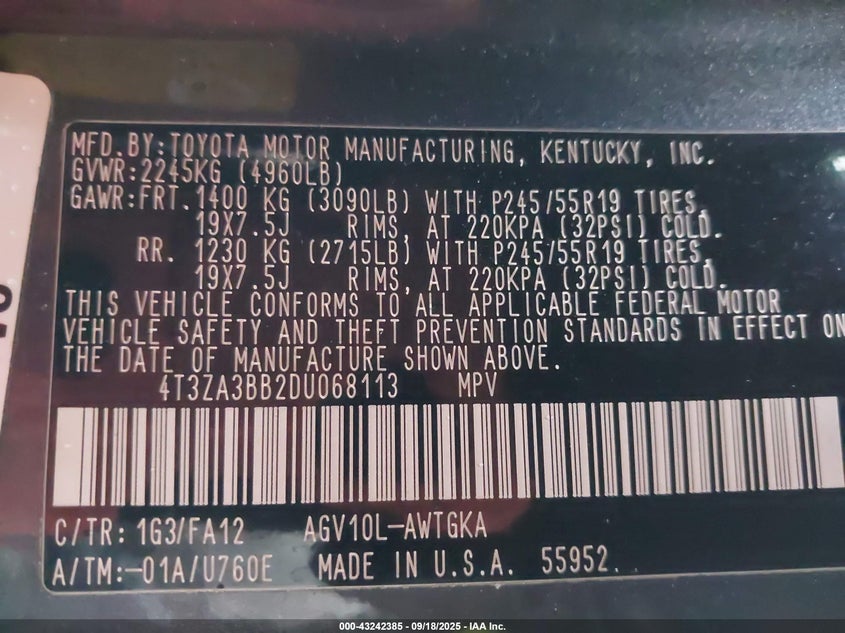 MFD.BY:TOYOTA MOTOR MANUFACTURING, KENTUCKY, INC.
GVWR:2245KG (4960LB)
GAWR:FRT.1400 KG (3090LB) WITH P245/55R19 TIRES,
19X7.5J RIMS, AT 220KPA (32PSI) COLD.
RR. 1230 KG (2715LB) WITH P245/55R19 TIRES,
19X7.5J RIMS, AT 220KPA (32PSI) COLD.
THIS VEHICLE CONFORMS TO ALL APPLICABLE FEDERAL MOTOR
VEHICLE SAFETY AND THEFT PREVENTION STANDARDS IN EFFECT ON
THE DATE OF MANUFACTURE SHOWN ABOVE.
4T3ZA3BB2DU068113 MPV
C/TR: 1G3/FA12 AGV10L-AWTGKA
A/TM:-01A/U760E MADE IN U.S.A. 55952
000-43242385 - 09/18/2025 - IAA Inc.